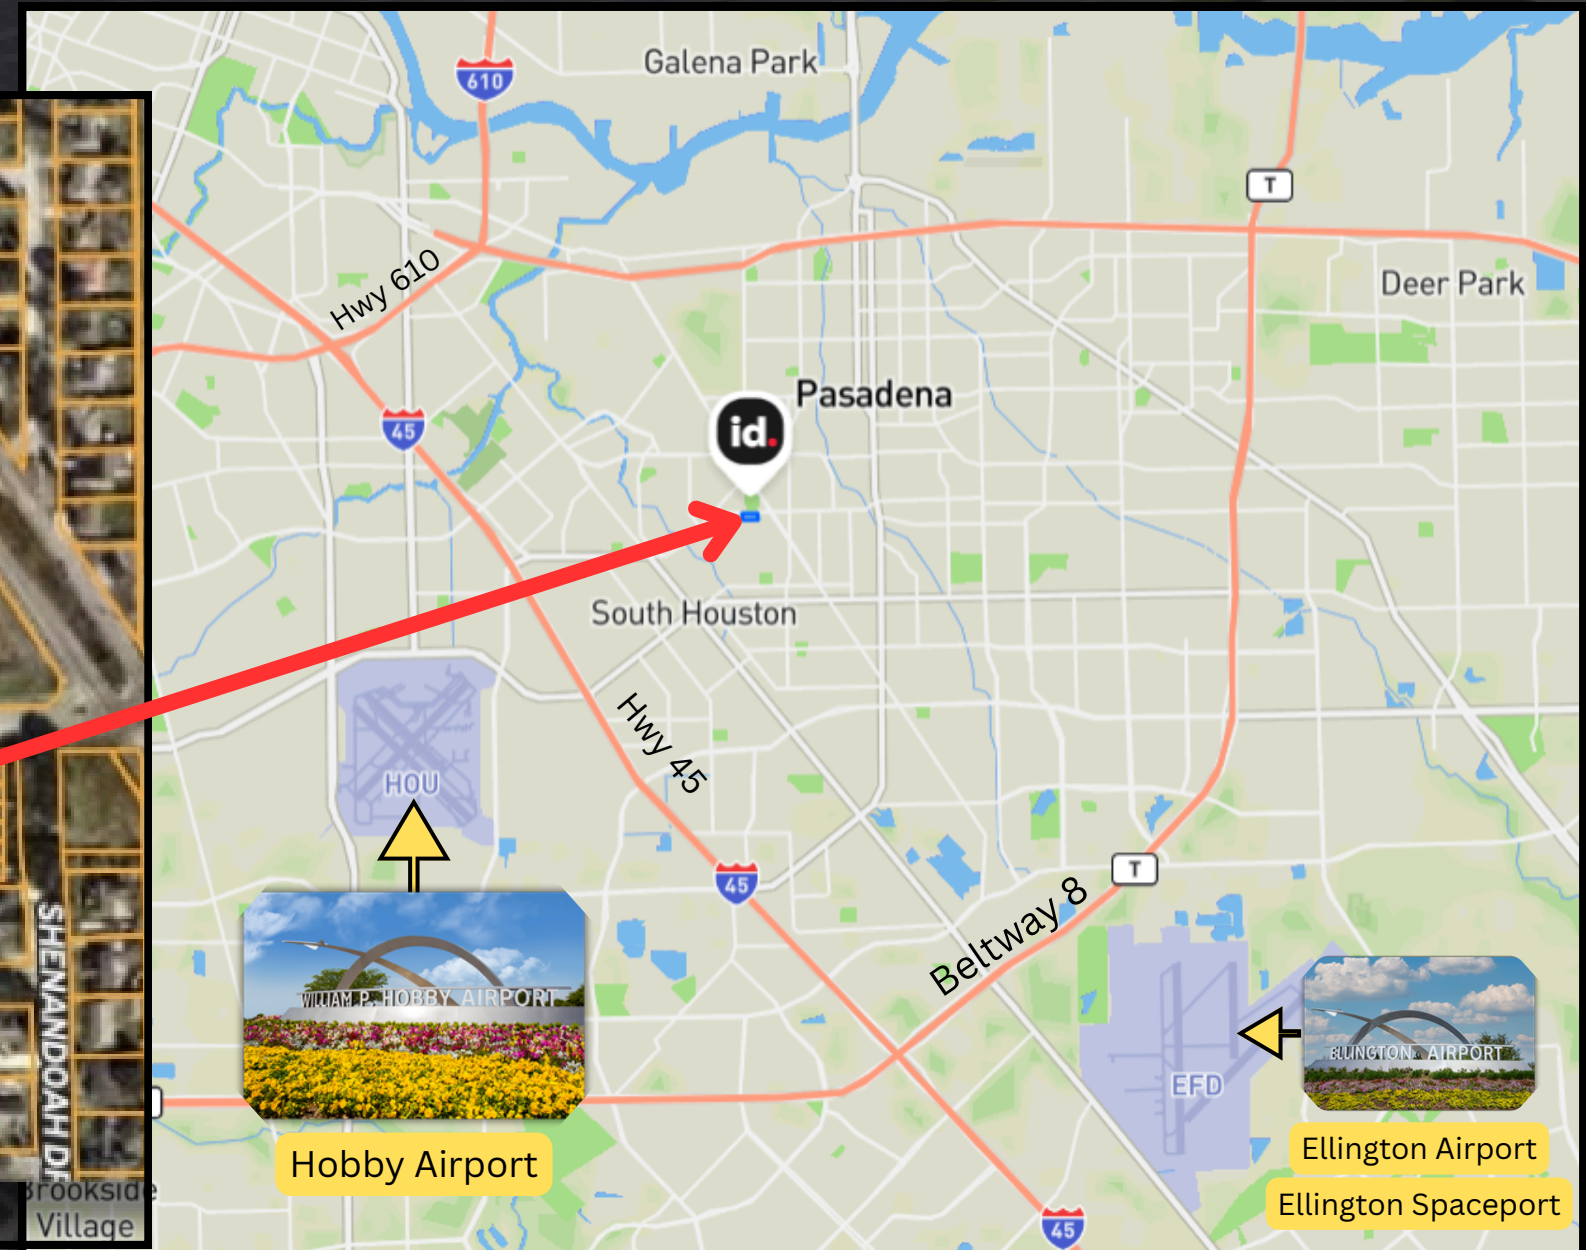 Galena Park
610
T
Hwy 610
Deer Park
Pasadena
id.
45
South Houston
Hwy 45
HOU
45
T
Beltway 8
SHENANDOAH DR
WILLIAM P. HOBBY AIRPORT
ELLINGTON AIRPORT
EFD
Hobby Airport
Ellington Airport
Ellington Spaceport
Brookside
Village
45